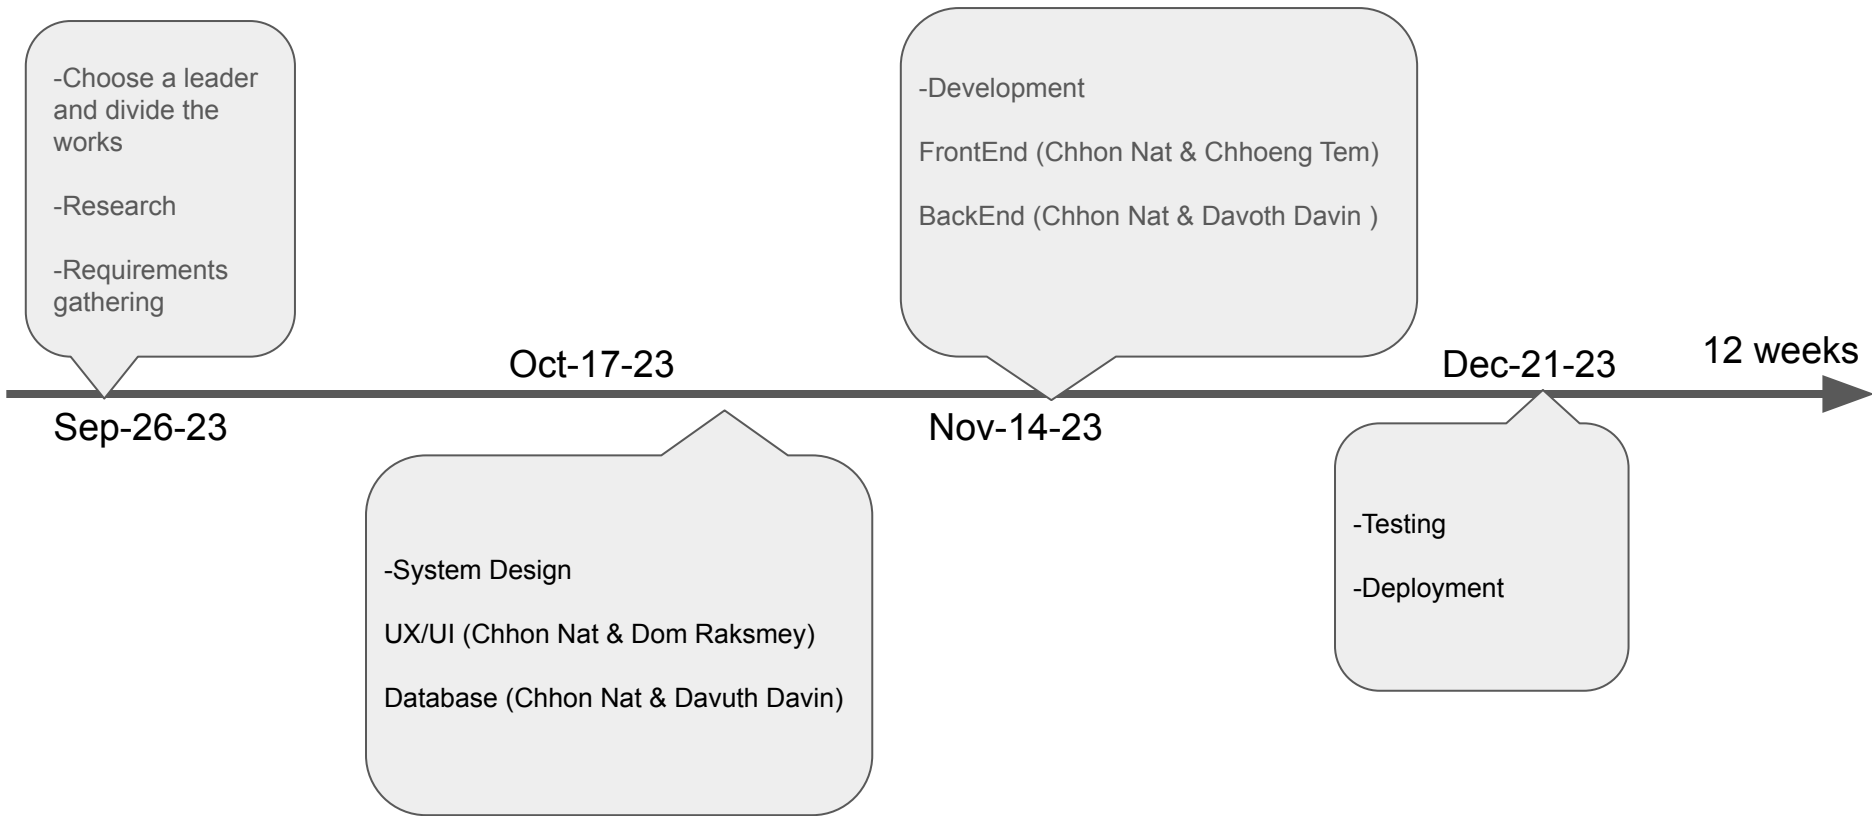 -Choose a leader
and divide the
works
-Research
-Requirements
gathering
Sep-26-23
Oct-17-23
-System Design
UX/UI (Chhon Nat & Dom Raksmey)
Database (Chhon Nat & Davuth Davin)
-Development
FrontEnd (Chhon Nat & Chhoeng Tem)
BackEnd (Chhon Nat & Davoth Davin )
Nov-14-23
Dec-21-23
-Testing
-Deployment
12 weeks